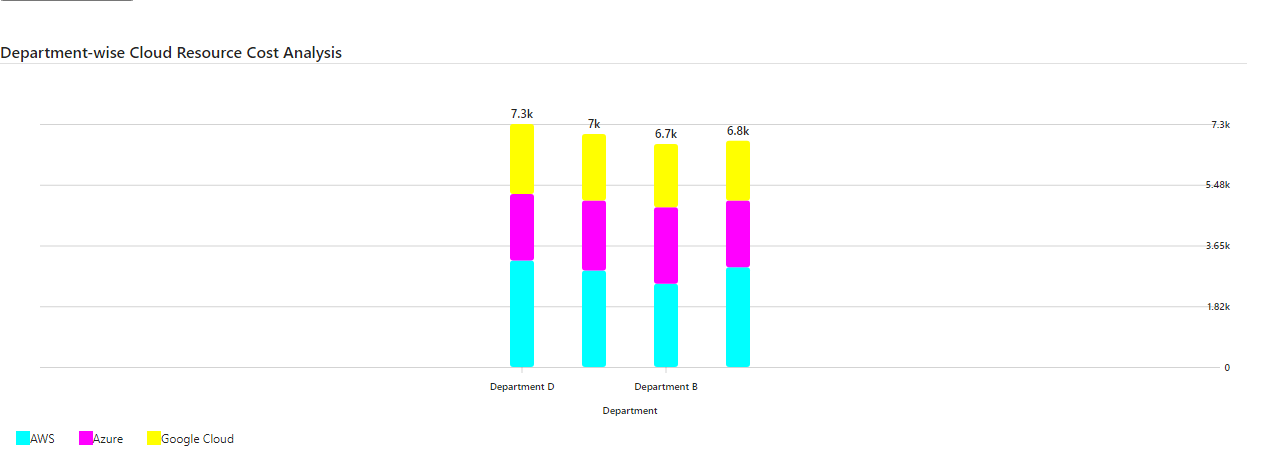 Department-wise Cloud Resource Cost Analysis
7.3k
7k
6.7k
6.8k
7.3k
5.48k
3.65k
1.82k
0
Department D
Department B
Department
AWS
Azure
Google Cloud